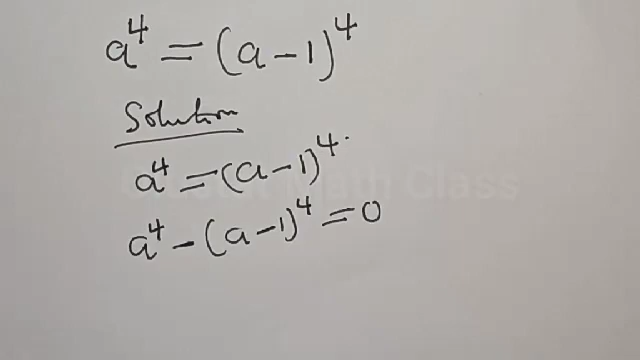 a⁴ = (a - 1)⁴
Solution
a⁴ = (a - 1)⁴
a⁴ - (a - 1)⁴ = 0